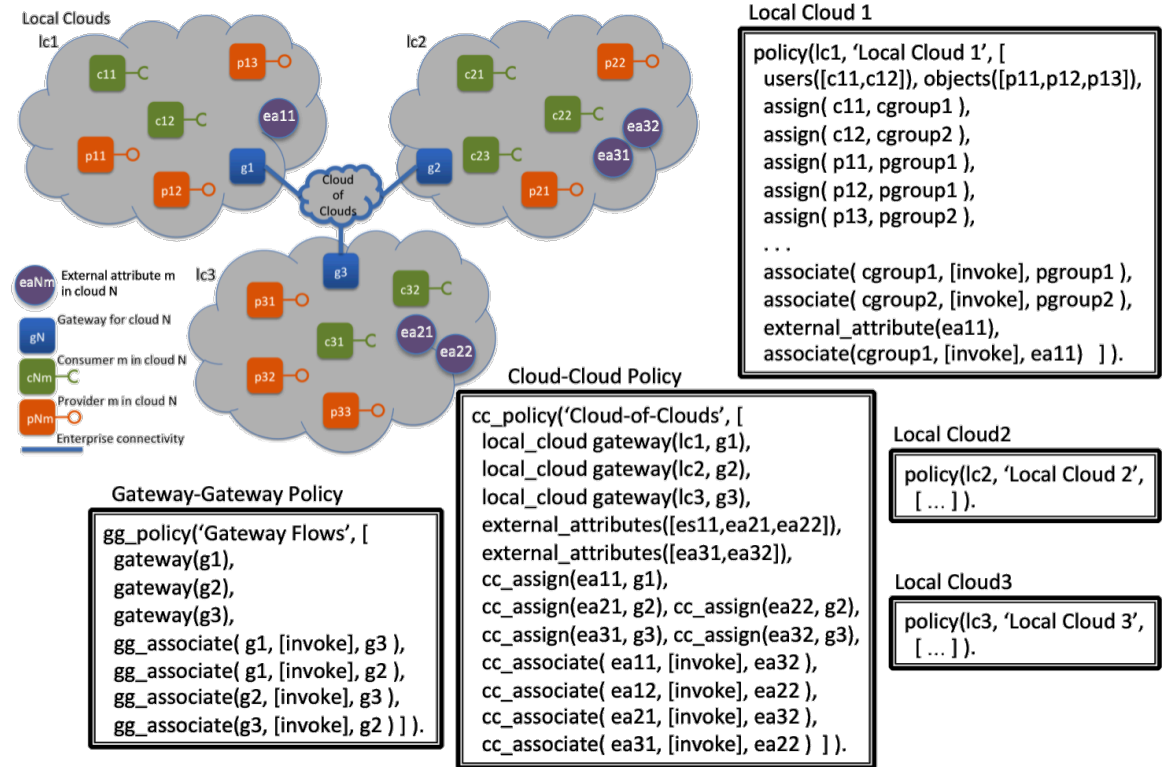 Local Clouds
lc1
c11
p13
c12
ea11
p11
p12
g1
lc2
c21
p22
c22
ea32
c23
ea31
g2
p21
Cloud
of
Clouds
lc3
g3
p31
c32
c31
ea21
ea22
p32
p33
eaNm
External attribute m
in cloud N
gN
Gateway for cloud N
cNm
Consumer m in cloud N
pNm
Provider m in cloud N
Enterprise connectivity
Local Cloud 1
policy(lc1, ‘Local Cloud 1’, [
users([c11,c12]), objects([p11,p12,p13]),
assign( c11, cgroup1 ),
assign( c12, cgroup2 ),
assign( p11, pgroup1 ),
assign( p12, pgroup1 ),
assign( p13, pgroup2 ),
. . .
associate( cgroup1, [invoke], pgroup1 ),
associate( cgroup2, [invoke], pgroup2 ),
external_attribute(ea11),
associate(cgroup1, [invoke], ea11) ] ).
Gateway-Gateway Policy
gg_policy(‘Gateway Flows’, [
gateway(g1),
gateway(g2),
gateway(g3),
gg_associate( g1, [invoke], g3 ),
gg_associate( g1, [invoke], g2 ),
gg_associate(g2, [invoke], g3 ),
gg_associate(g3, [invoke], g2 ) ] ).
Cloud-Cloud Policy
cc_policy(‘Cloud-of-Clouds’, [
local_cloud gateway(lc1, g1),
local_cloud gateway(lc2, g2),
local_cloud gateway(lc3, g3),
external_attributes([es11,ea21,ea22]),
external_attributes([ea31,ea32]),
cc_assign(ea11, g1),
cc_assign(ea21, g2), cc_assign(ea22, g2),
cc_assign(ea31, g3), cc_assign(ea32, g3),
cc_associate( ea11, [invoke], ea32 ),
cc_associate( ea12, [invoke], ea22 ),
cc_associate( ea21, [invoke], ea32 ),
cc_associate( ea31, [invoke], ea22 ) ] ).
Local Cloud2
policy(lc2, ‘Local Cloud 2’,
[ ... ] ).
Local Cloud3
policy(lc3, ‘Local Cloud 3’,
[ ... ] ).